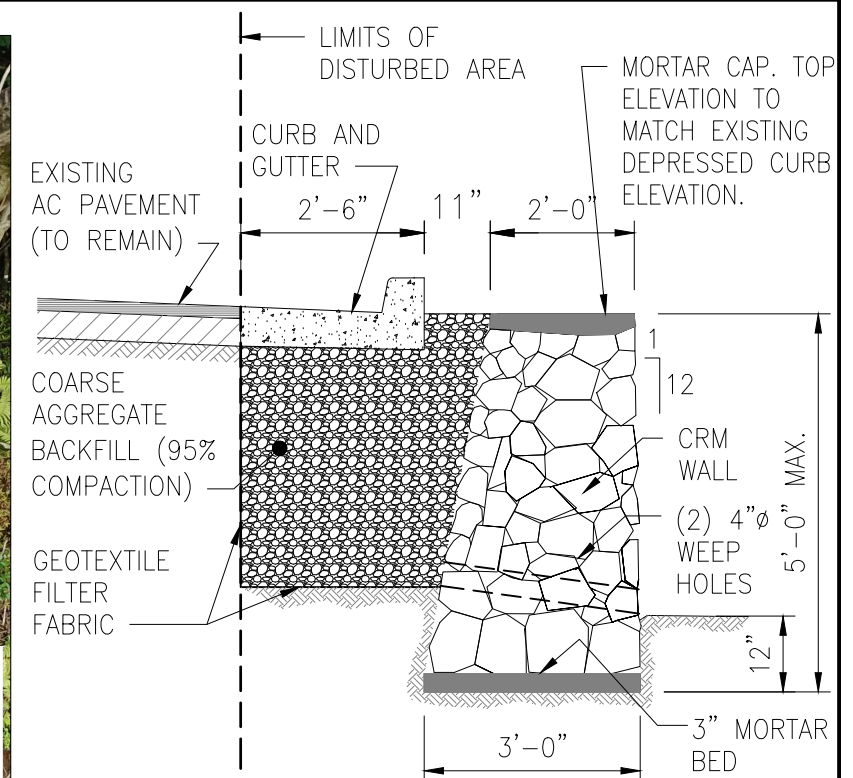 LIMITS OF
DISTURBED AREA
MORTAR CAP. TOP
ELEVATION TO
MATCH EXISTING
DEPRESSED CURB
ELEVATION.
CURB AND
GUTTER
EXISTING
AC PAVEMENT
(TO REMAIN)
2'-6"
11"
2'-0"
1
12
COARSE
AGGREGATE
BACKFILL (95%
COMPACTION)
CRM
WALL
(2) 4"ø
WEEP
HOLES
5'-0" MAX.
GEOTEXTILE
FILTER
FABRIC
12"
3'-0"
3" MORTAR
BED